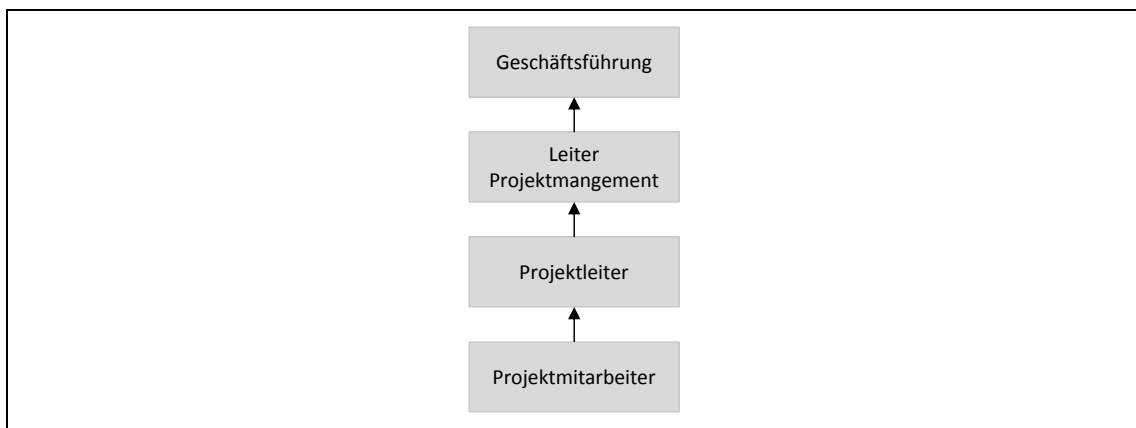 Geschäftsführung
Leiter
Projektmangement
Projektleiter
Projektmitarbeiter